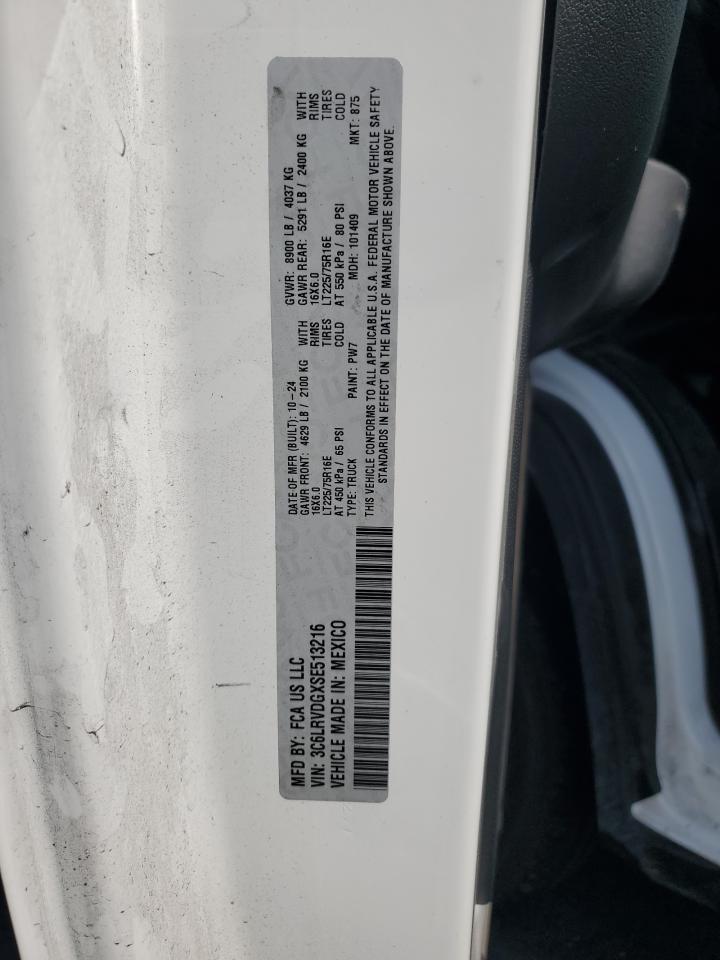 MFD BY: FCA US LLC
VIN: 3C6LRVDGXSE513216
VEHICLE MADE IN: MEXICO
DATE OF MFR (BUILT): 10-24 GVWR: 8900 LB / 4037 KG
GAWR FRONT: 4629 LB / 2100 KG WITH GAWR REAR: 5291 LB / 2400 KG WITH
16X6.0 RIMS 16X6.0 RIMS
LT225/75R16E TIRES LT225/75R16E TIRES
AT 450 kPa / 65 PSI COLD AT 550 kPa / 80 PSI COLD
TYPE: TRUCK PAINT: PW7 MDH: 101409 MKT: 875
THIS VEHICLE CONFORMS TO ALL APPLICABLE U.S.A. FEDERAL MOTOR VEHICLE SAFETY
STANDARDS IN EFFECT ON THE DATE OF MANUFACTURE SHOWN ABOVE.